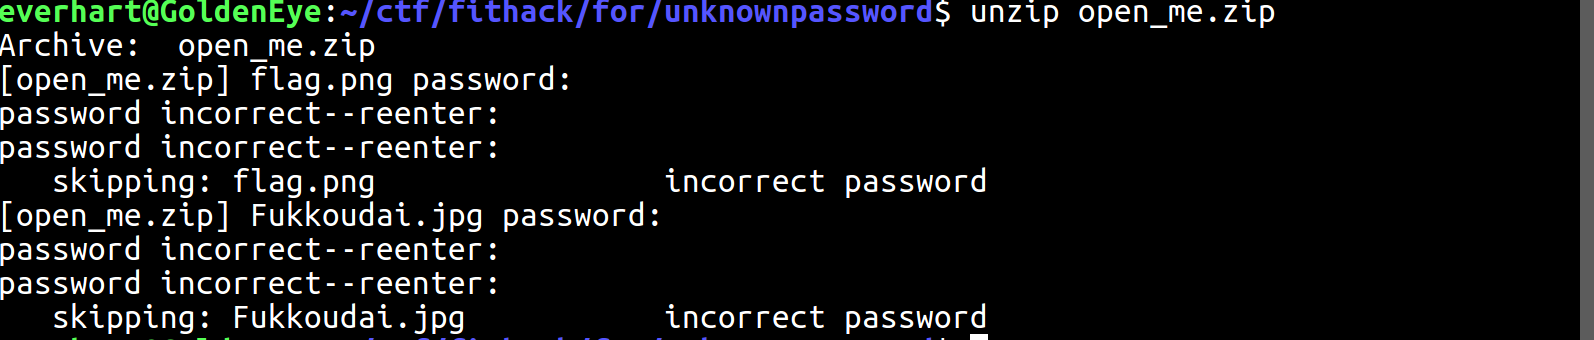 everhart@GoldenEye:~/ctf/fithack/for/unknownpassword$ unzip open_me.zip
Archive:  open_me.zip
[open_me.zip] flag.png password:
password incorrect--reenter:
password incorrect--reenter:
   skipping: flag.png                incorrect password
[open_me.zip] Fukkoudai.jpg password:
password incorrect--reenter:
password incorrect--reenter:
   skipping: Fukkoudai.jpg           incorrect password